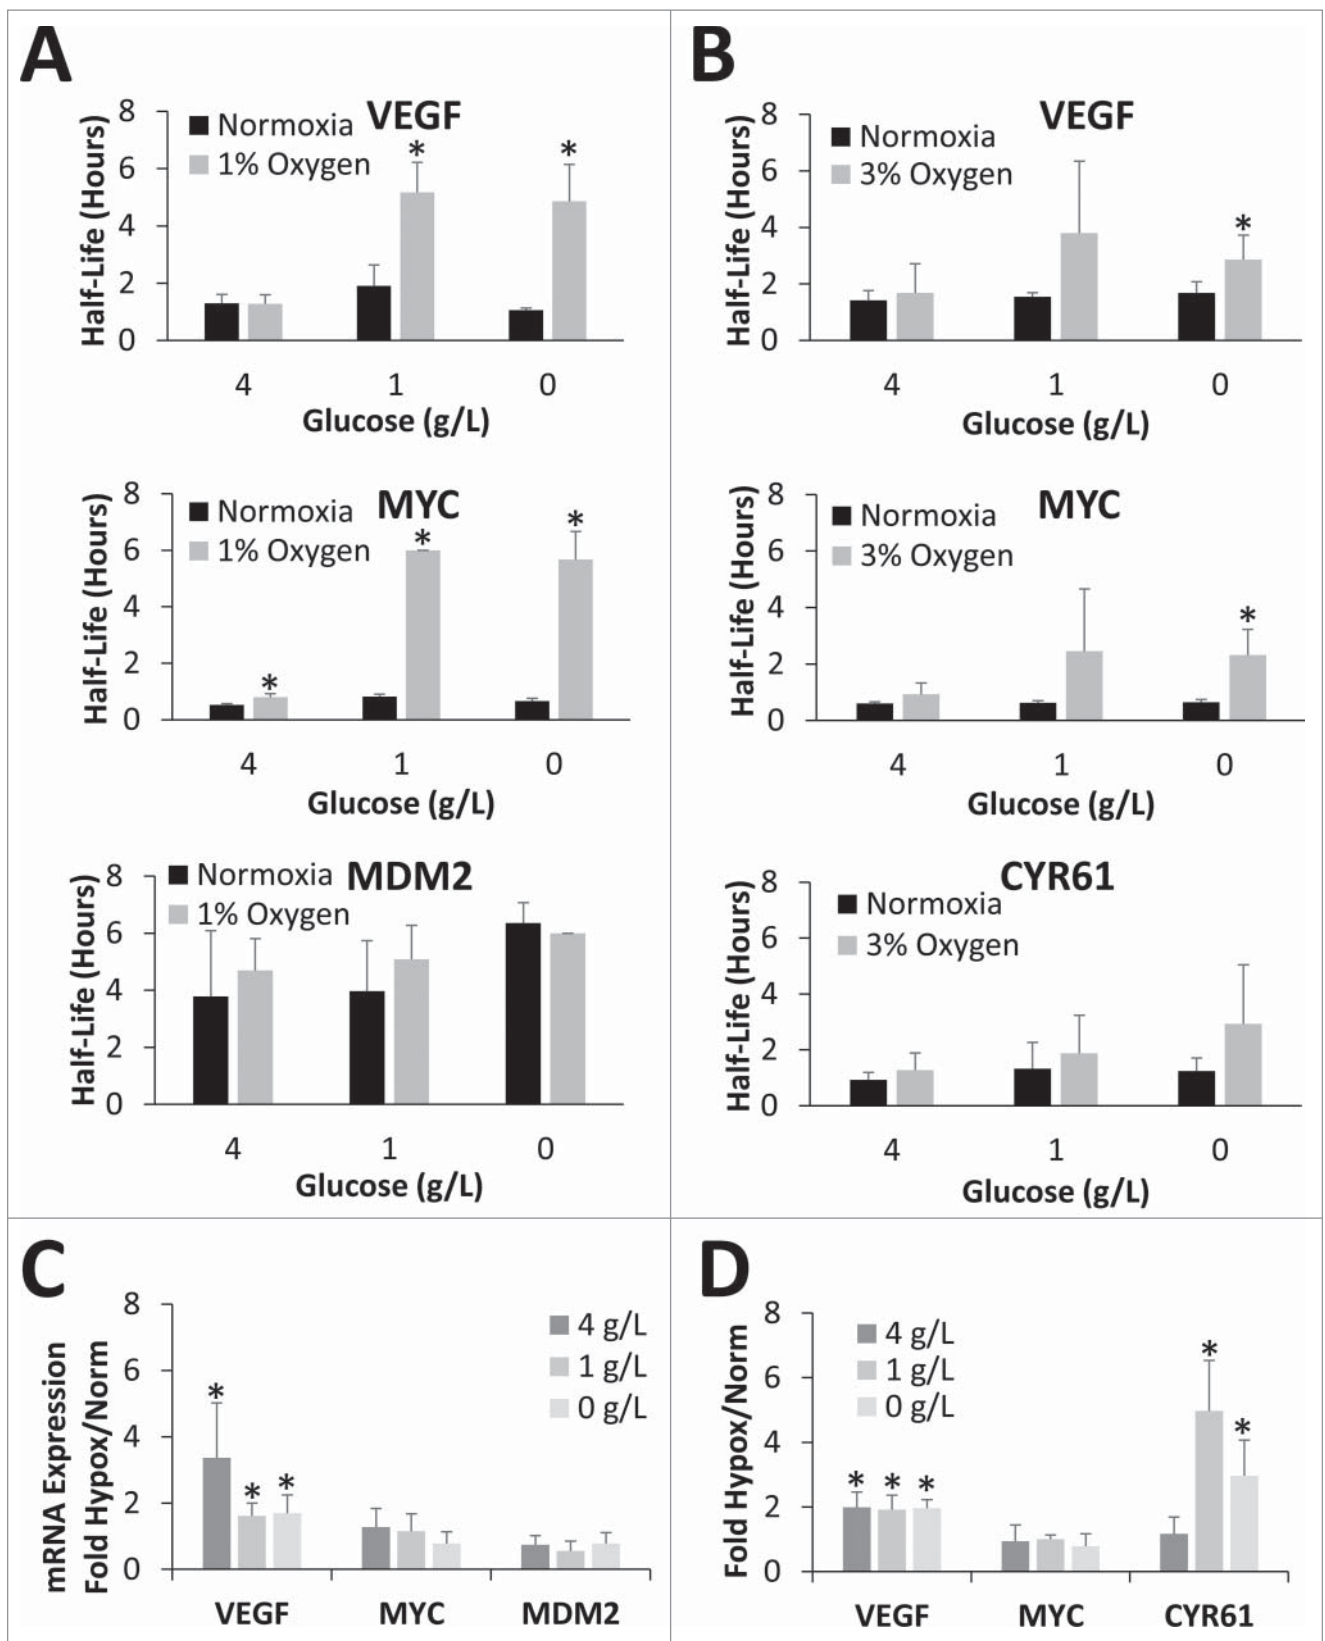 A
VEGF
Normoxia
1% Oxygen
* *
Half-Life (Hours)
8
6
4
2
0
4 1 0
Glucose (g/L)
MYC
Normoxia
1% Oxygen
* * *
Half-Life (Hours)
8
6
4
2
0
4 1 0
Glucose (g/L)
MDM2
Normoxia
1% Oxygen
Half-Life (Hours)
8
6
4
2
0
4 1 0
Glucose (g/L)
B
VEGF
Normoxia
3% Oxygen
*
Half-Life (Hours)
8
6
4
2
0
4 1 0
Glucose (g/L)
MYC
Normoxia
3% Oxygen
*
Half-Life (Hours)
8
6
4
2
0
4 1 0
Glucose (g/L)
CYR61
Normoxia
3% Oxygen
Half-Life (Hours)
8
6
4
2
0
4 1 0
Glucose (g/L)
C
mRNA Expression
Fold Hypox/Norm
8
6
4
2
0
4 g/L
1 g/L
0 g/L
* * *
VEGF MYC MDM2
D
Fold Hypox/Norm
8
6
4
2
0
4 g/L
1 g/L
0 g/L
* * * * *
VEGF MYC CYR61